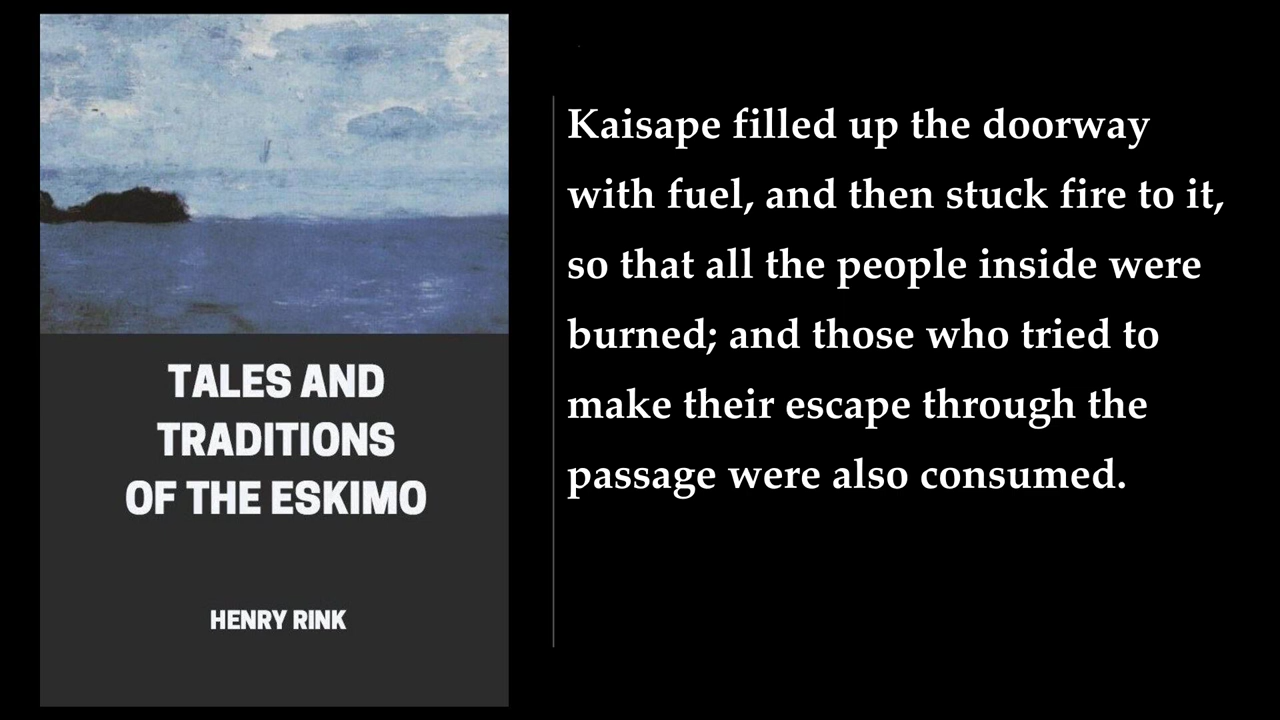 TALES AND
TRADITIONS
OF THE ESKIMO
HENRY RINK
Kaisape filled up the doorway
with fuel, and then stuck fire to it,
so that all the people inside were
burned; and those who tried to
make their escape through the
passage were also consumed.